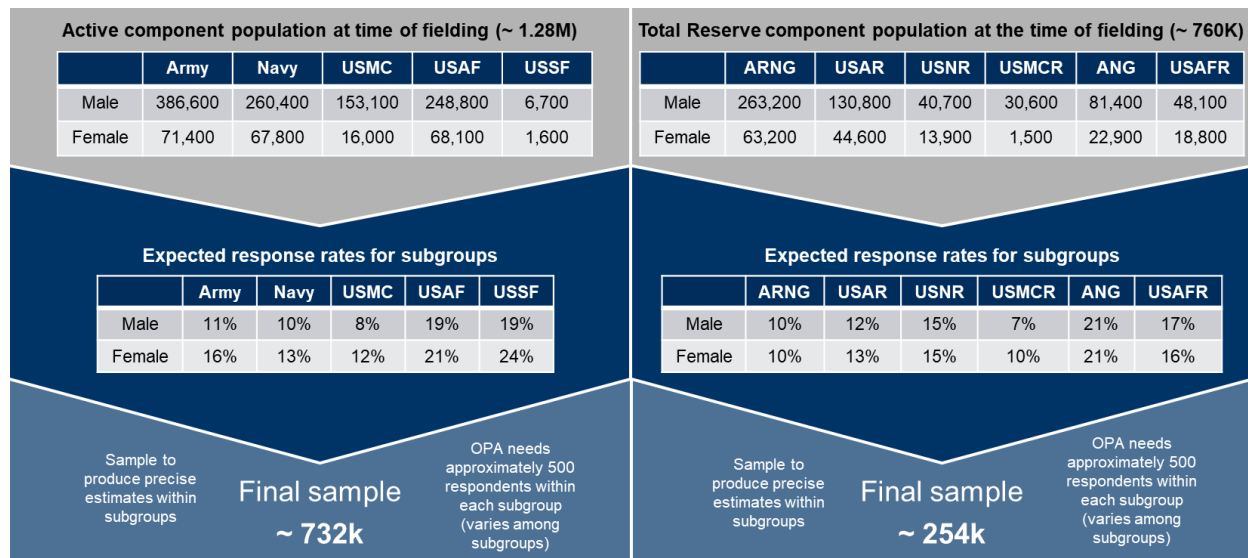 Active component population at time of fielding (~ 1.28M)
Army Navy USMC USAF USSF
Male 386,600 260,400 153,100 248,800 6,700
Female 71,400 67,800 16,000 68,100 1,600
Expected response rates for subgroups
Army Navy USMC USAF USSF
Male 11% 10% 8% 19% 19%
Female 16% 13% 12% 21% 24%
Sample to
produce precise
estimates within
subgroups
Final sample
~ 732k
OPA needs
approximately 500
respondents within
each subgroup
(varies among
subgroups)
Total Reserve component population at the time of fielding (~ 760K)
ARNG USAR USNR USMCR ANG USAFR
Male 263,200 130,800 40,700 30,600 81,400 48,100
Female 63,200 44,600 13,900 1,500 22,900 18,800
Expected response rates for subgroups
ARNG USAR USNR USMCR ANG USAFR
Male 10% 12% 15% 7% 21% 17%
Female 10% 13% 15% 10% 21% 16%
Sample to
produce precise
estimates within
subgroups
Final sample
~ 254k
OPA needs
approximately 500
respondents within
each subgroup
(varies among
subgroups)